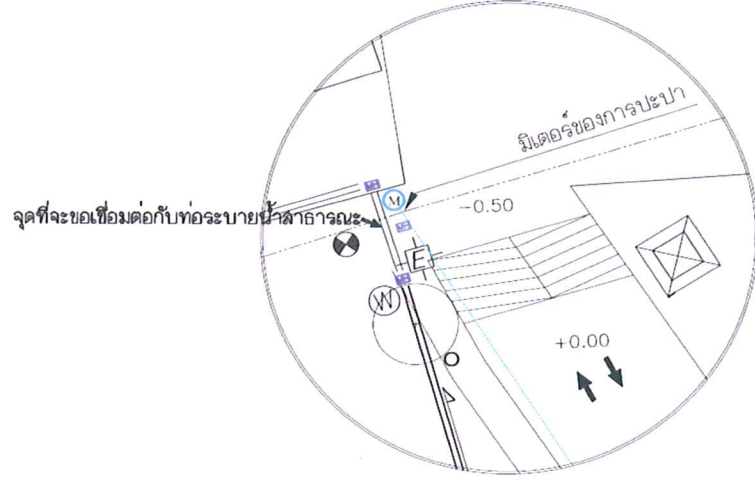 มิเตอร์ของการปะปา
M
-0.50
จุดที่จะขอเชื่อมต่อกับท่อระบายน้ำสาธารณะ
E
W
+0.00